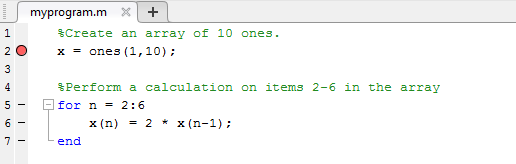 myprogram.m × +
1 %Create an array of 10 ones.
2 x = ones(1,10);
3
4 %Perform a calculation on items 2-6 in the array
5 − for n = 2:6
6 − x(n) = 2 * x(n-1);
7 − end